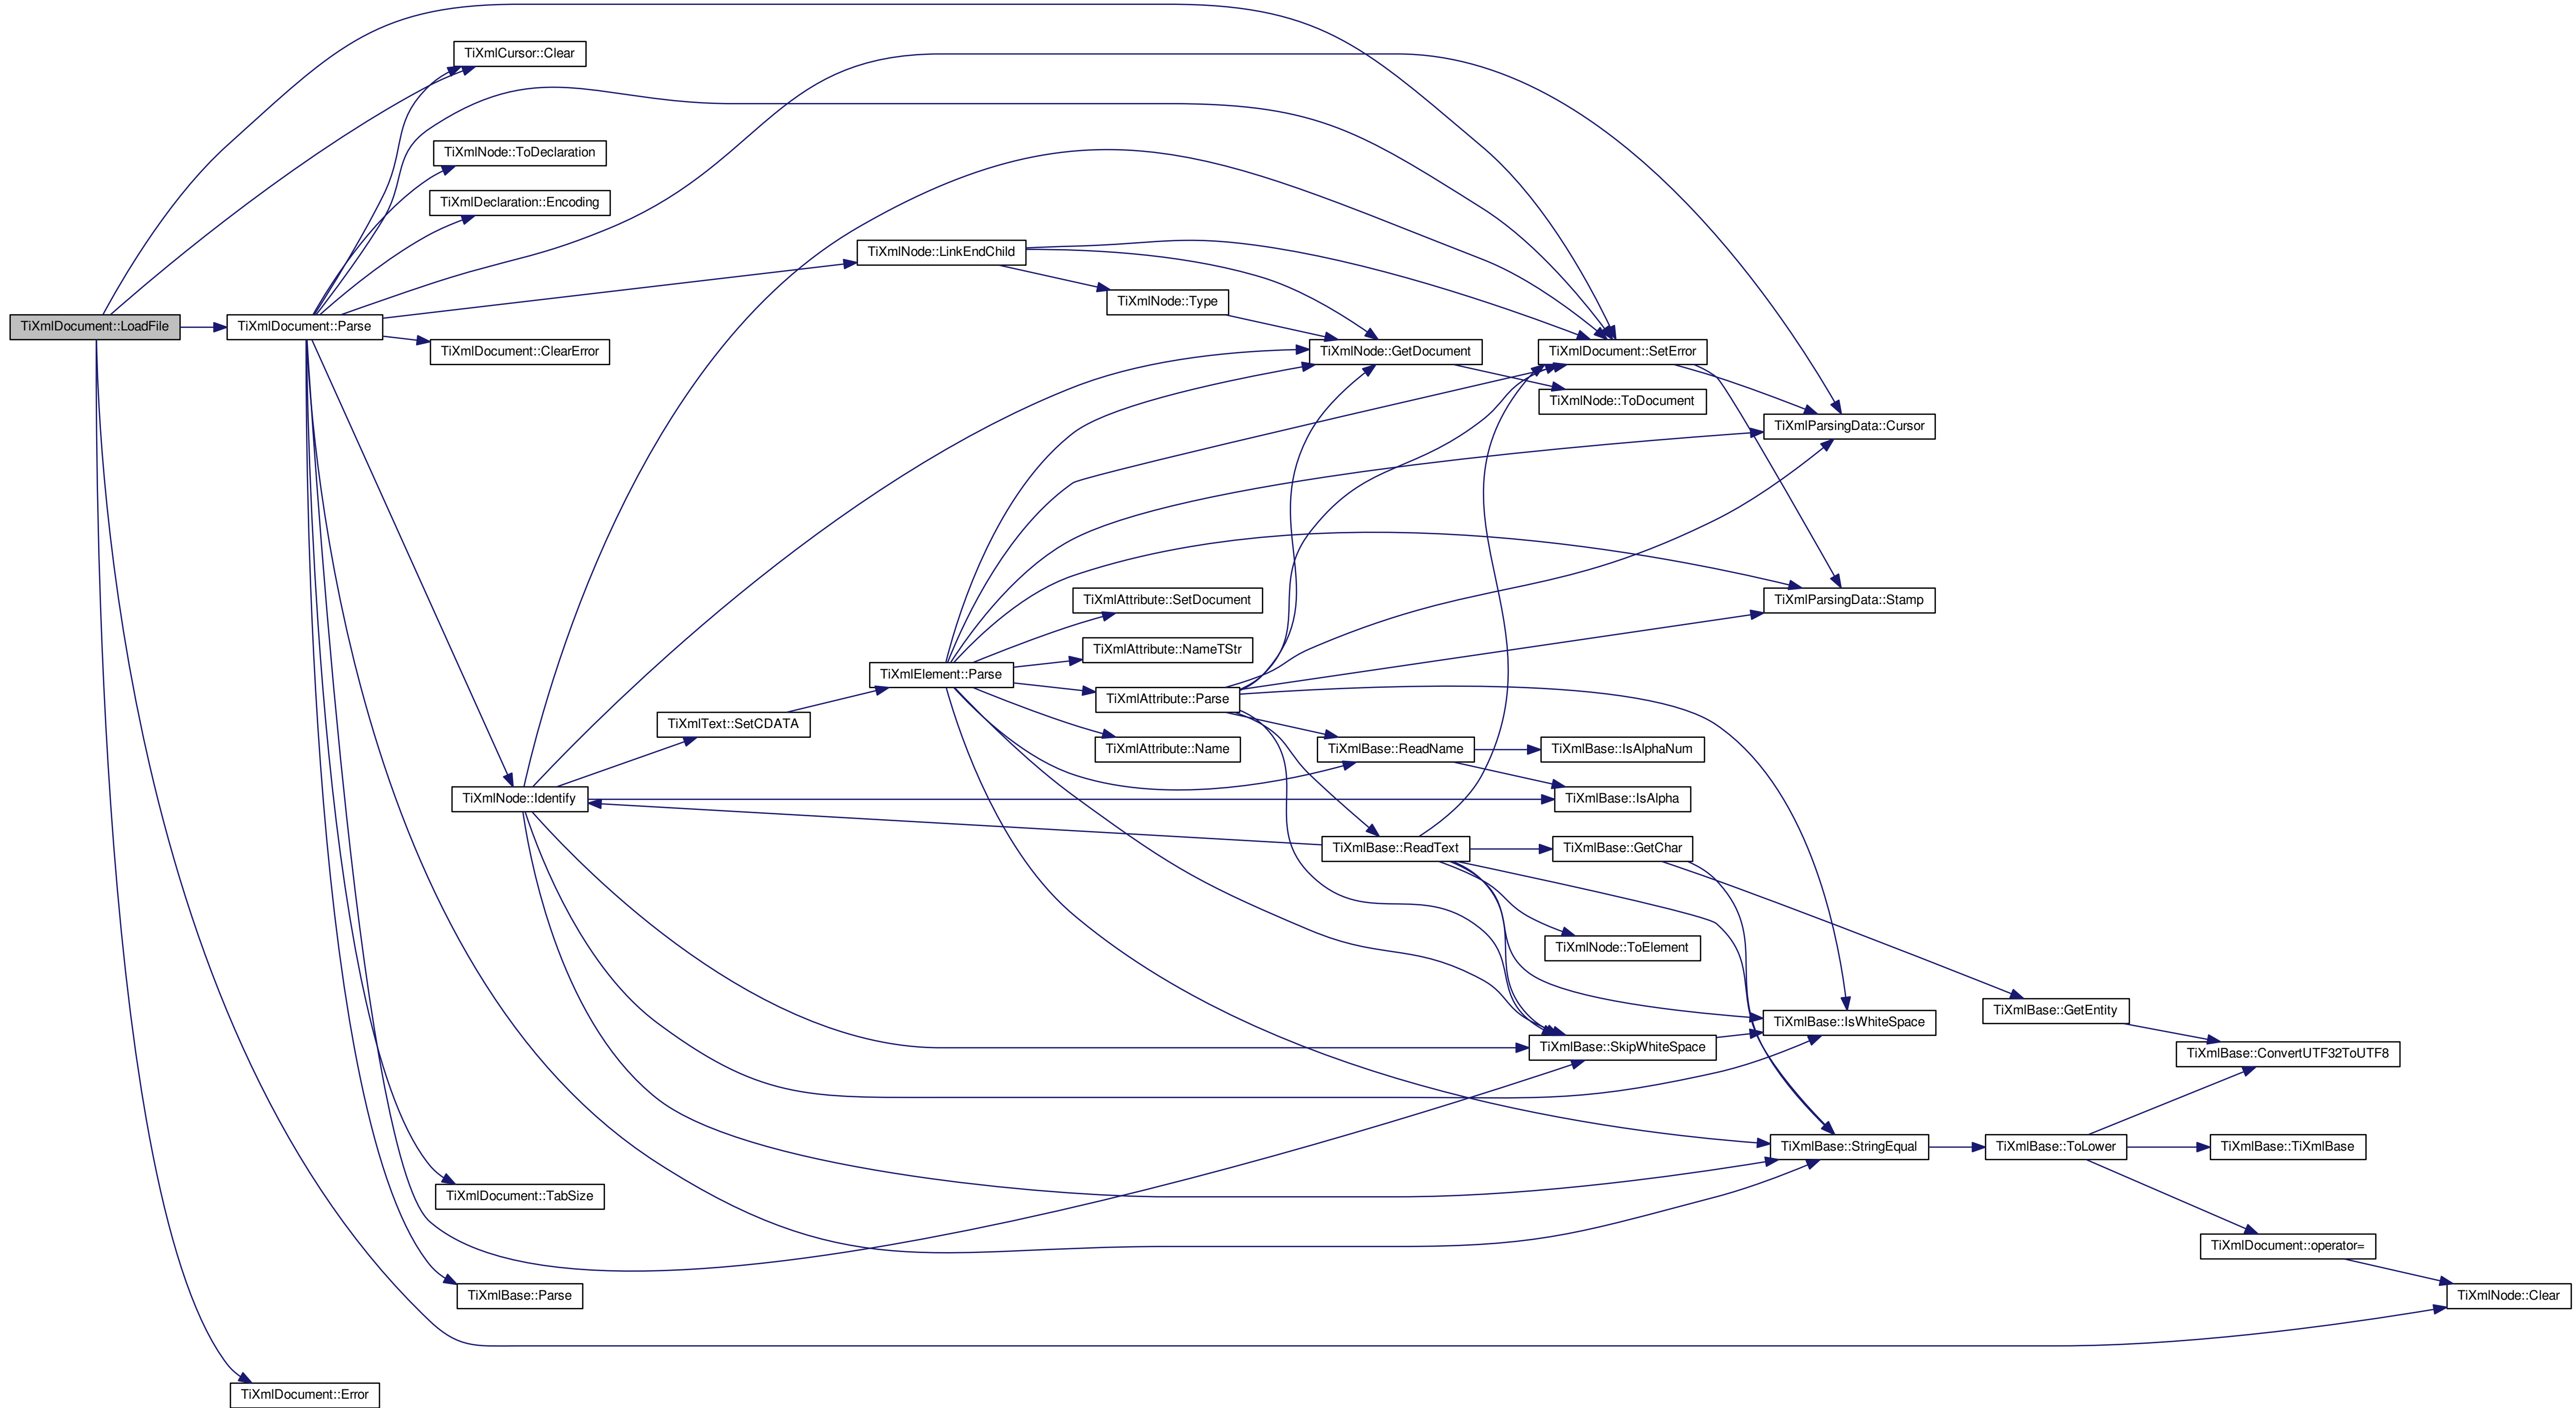 TiXmlCursor::Clear
TiXmlNode::ToDeclaration
TiXmlDeclaration::Encoding
TiXmlNode::LinkEndChild
TiXmlNode::Type
TiXmlDocument::LoadFile
TiXmlDocument::Parse
TiXmlDocument::ClearError
TiXmlNode::GetDocument
TiXmlDocument::SetError
TiXmlNode::ToDocument
TiXmlParsingData::Cursor
TiXmlAttribute::SetDocument
TiXmlParsingData::Stamp
TiXmlAttribute::NameTStr
TiXmlElement::Parse
TiXmlAttribute::Parse
TiXmlText::SetCDATA
TiXmlAttribute::Name
TiXmlBase::ReadName
TiXmlBase::IsAlphaNum
TiXmlNode::Identify
TiXmlBase::IsAlpha
TiXmlBase::ReadText
TiXmlBase::GetChar
TiXmlNode::ToElement
TiXmlBase::GetEntity
TiXmlBase::IsWhiteSpace
TiXmlBase::SkipWhiteSpace
TiXmlBase::ConvertUTF32ToUTF8
TiXmlBase::StringEqual
TiXmlBase::ToLower
TiXmlBase::TiXmlBase
TiXmlDocument::TabSize
TiXmlDocument::operator=
TiXmlBase::Parse
TiXmlNode::Clear
TiXmlDocument::Error